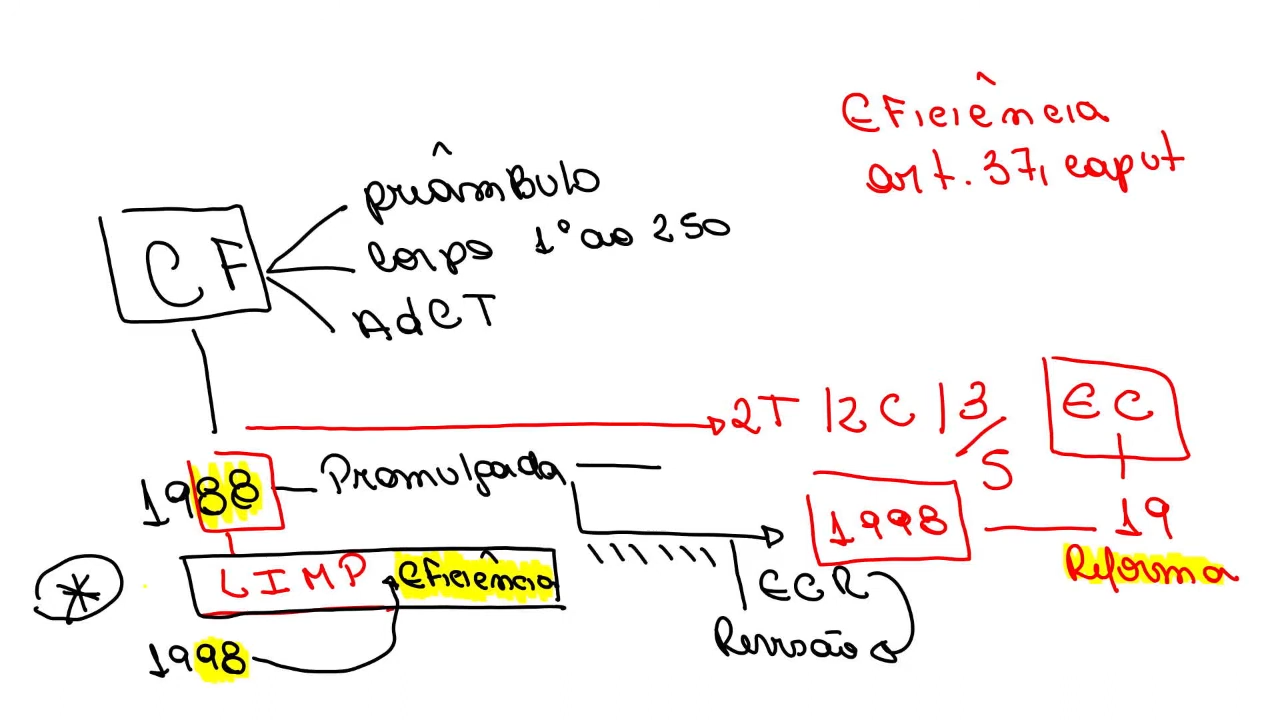 Eficiência
art. 37, caput
CF
preâmbulo
corpo 1º ao 250
AdCT
2T / 2C / 3/5
EC
1988
Promulgada
1998
19
Reforma
LIMP Eficiência
*
1998
ECR
Revisão